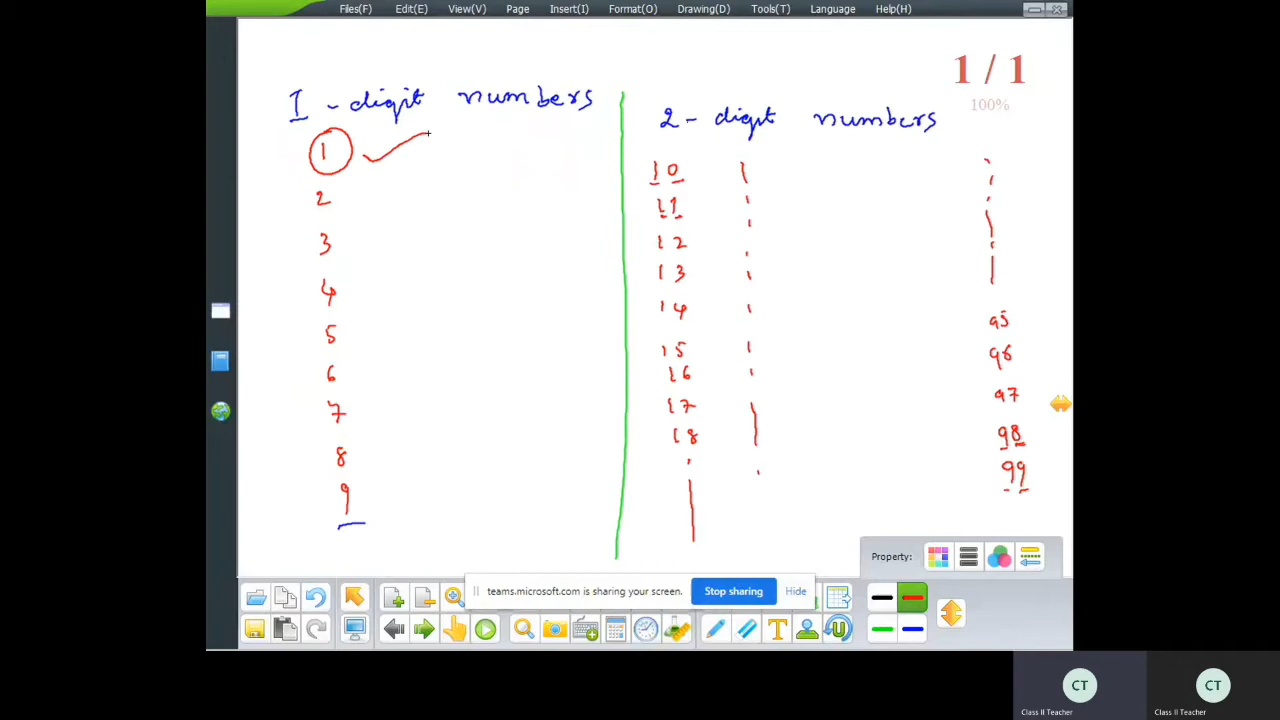 Files(F) Edit(E) View(V) Page Insert(I) Format(O) Drawing(D) Tools(T) Language Help(H)
1 / 1
100%
1 - digit numbers
1
2
3
4
5
6
7
8
9
2 - digit numbers
10
11
12
13
14
15
16
17
18
95
96
97
98
99
Property:
teams.microsoft.com is sharing your screen. Stop sharing Hide
CT
Class II Teacher
CT
Class II Teacher